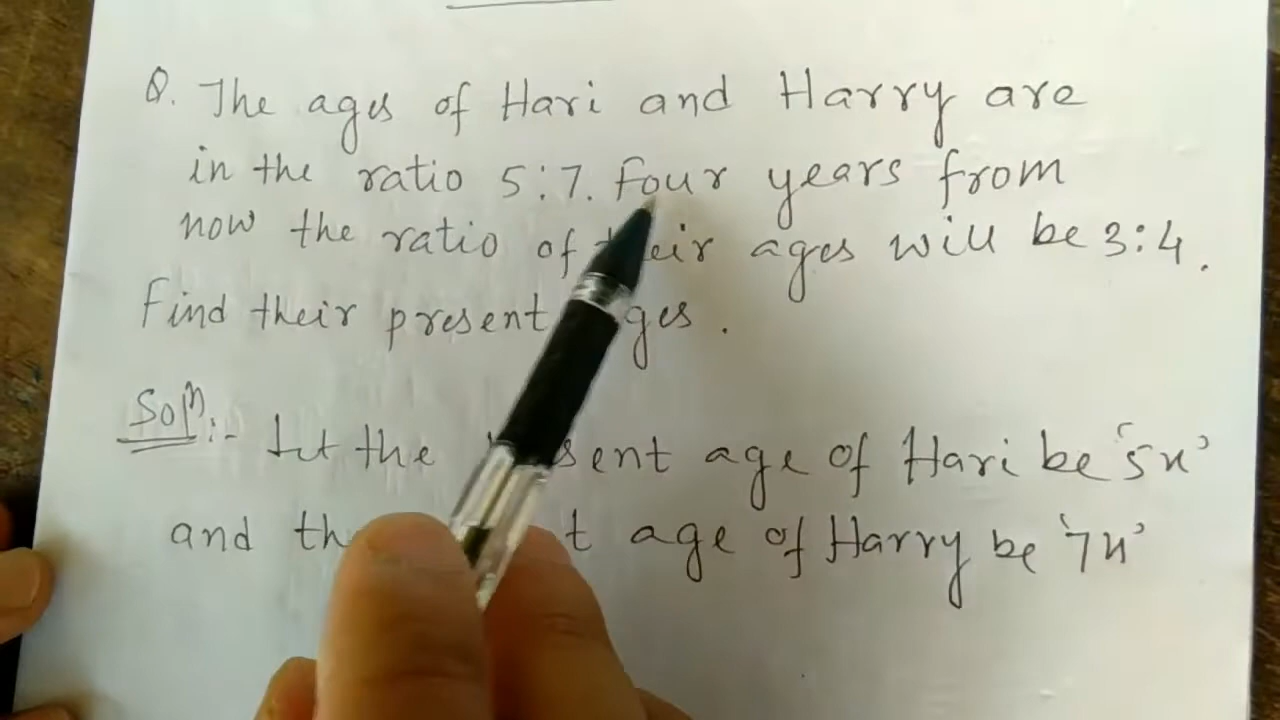 Q. The ages of Hari and Harry are
in the ratio 5:7. Four years from
now the ratio of their ages will be 3:4.
Find their present ages.
Solⁿ:- Let the sent age of Hari be '5x'
and age of Harry be '7x'